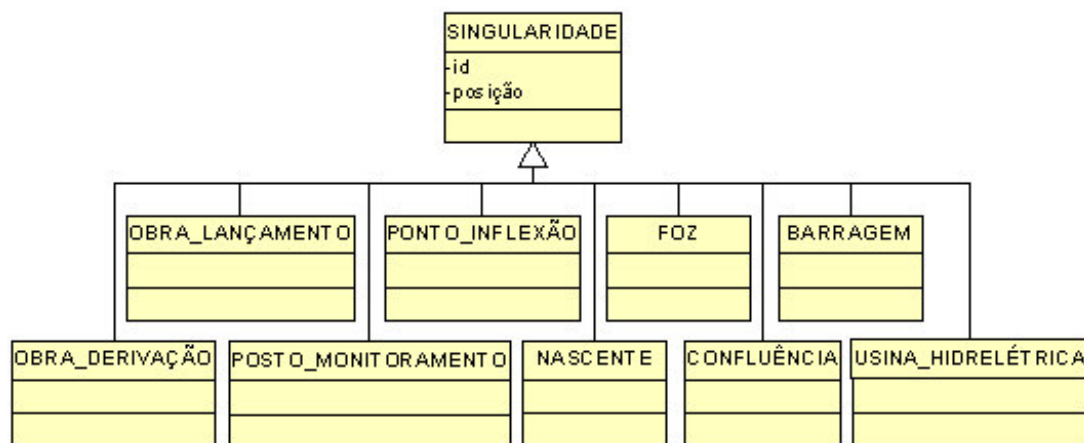 SINGULARIDADE
-id
-posição
OBRA_LANÇAMENTO
PONTO_INFLEXÃO
FOZ
BARRAGEM
OBRA_DERIVAÇÃO
POSTO_MONITORAMENTO
NASCENTE
CONFLUÊNCIA
USINA_HIDRELÉTRICA